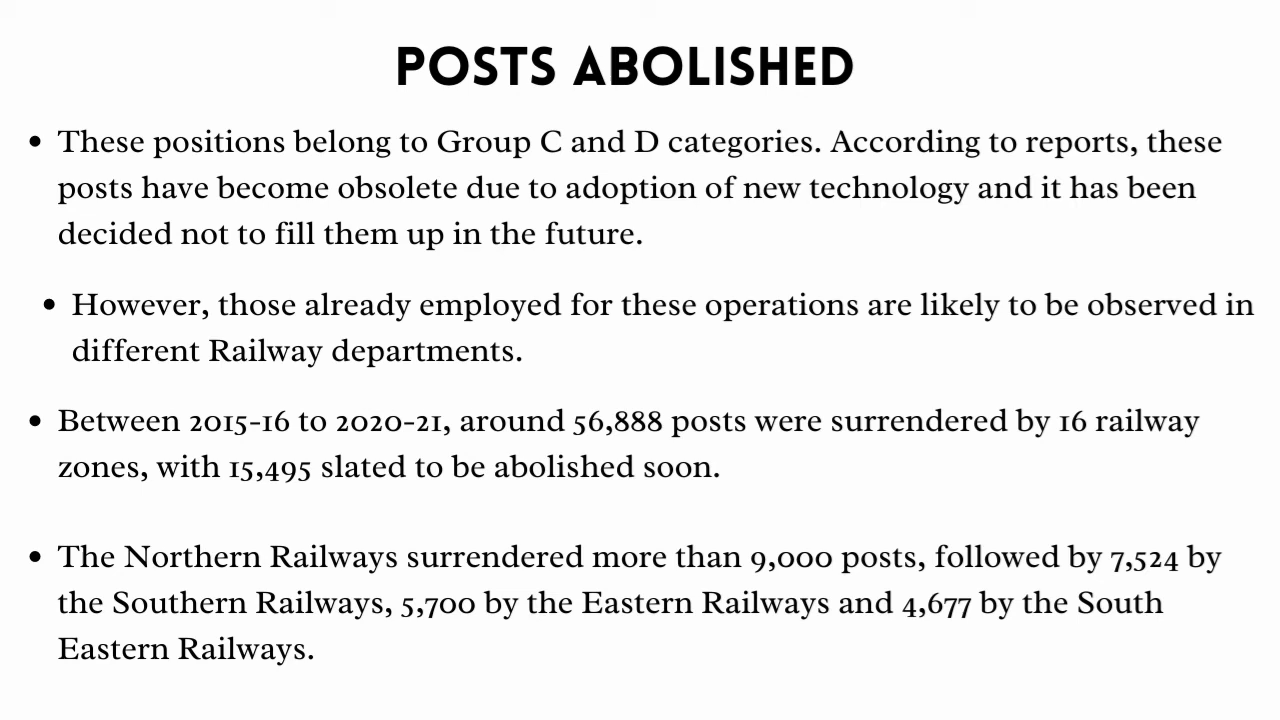 POSTS ABOLISHED
• These positions belong to Group C and D categories. According to reports, these
posts have become obsolete due to adoption of new technology and it has been
decided not to fill them up in the future.
• However, those already employed for these operations are likely to be observed in
different Railway departments.
• Between 2015-16 to 2020-21, around 56,888 posts were surrendered by 16 railway
zones, with 15,495 slated to be abolished soon.
• The Northern Railways surrendered more than 9,000 posts, followed by 7,524 by
the Southern Railways, 5,700 by the Eastern Railways and 4,677 by the South
Eastern Railways.